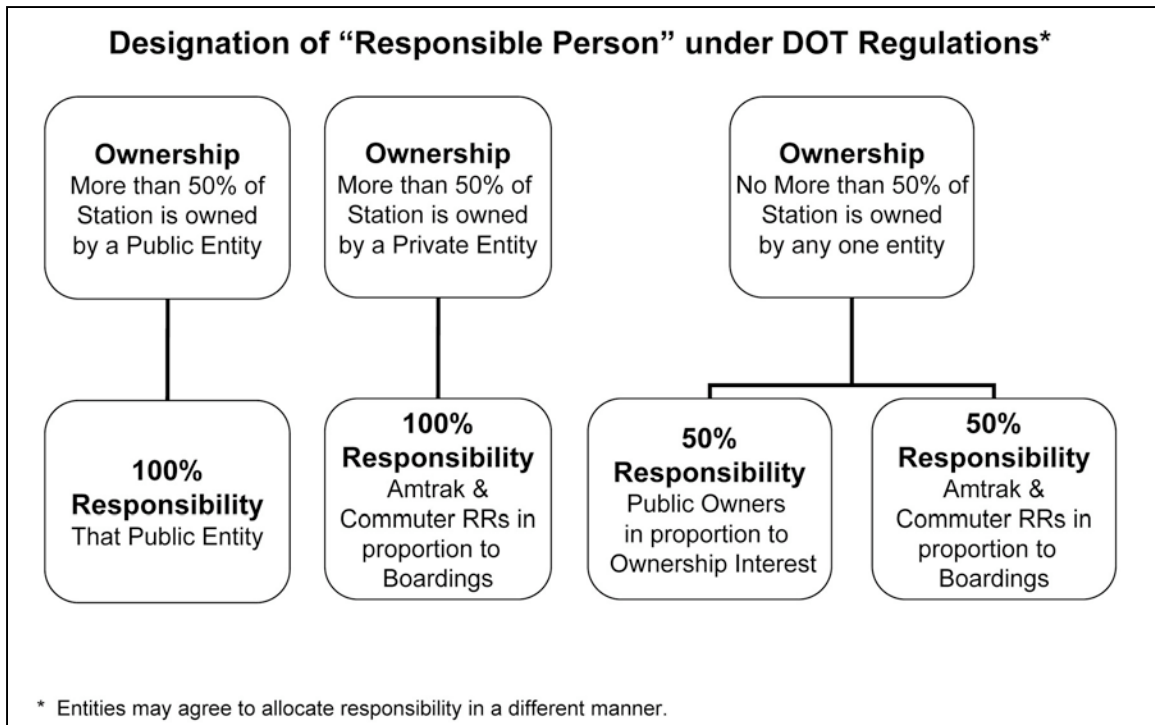 Designation of “Responsible Person” under DOT Regulations*
Ownership
More than 50% of
Station is owned
by a Public Entity
Ownership
More than 50% of
Station is owned
by a Private Entity
Ownership
No More than 50% of
Station is owned
by any one entity
100%
Responsibility
That Public Entity
100%
Responsibility
Amtrak &
Commuter RRs in
proportion to
Boardings
50%
Responsibility
Public Owners
in proportion to
Ownership Interest
50%
Responsibility
Amtrak &
Commuter RRs in
proportion to
Boardings
* Entities may agree to allocate responsibility in a different manner.